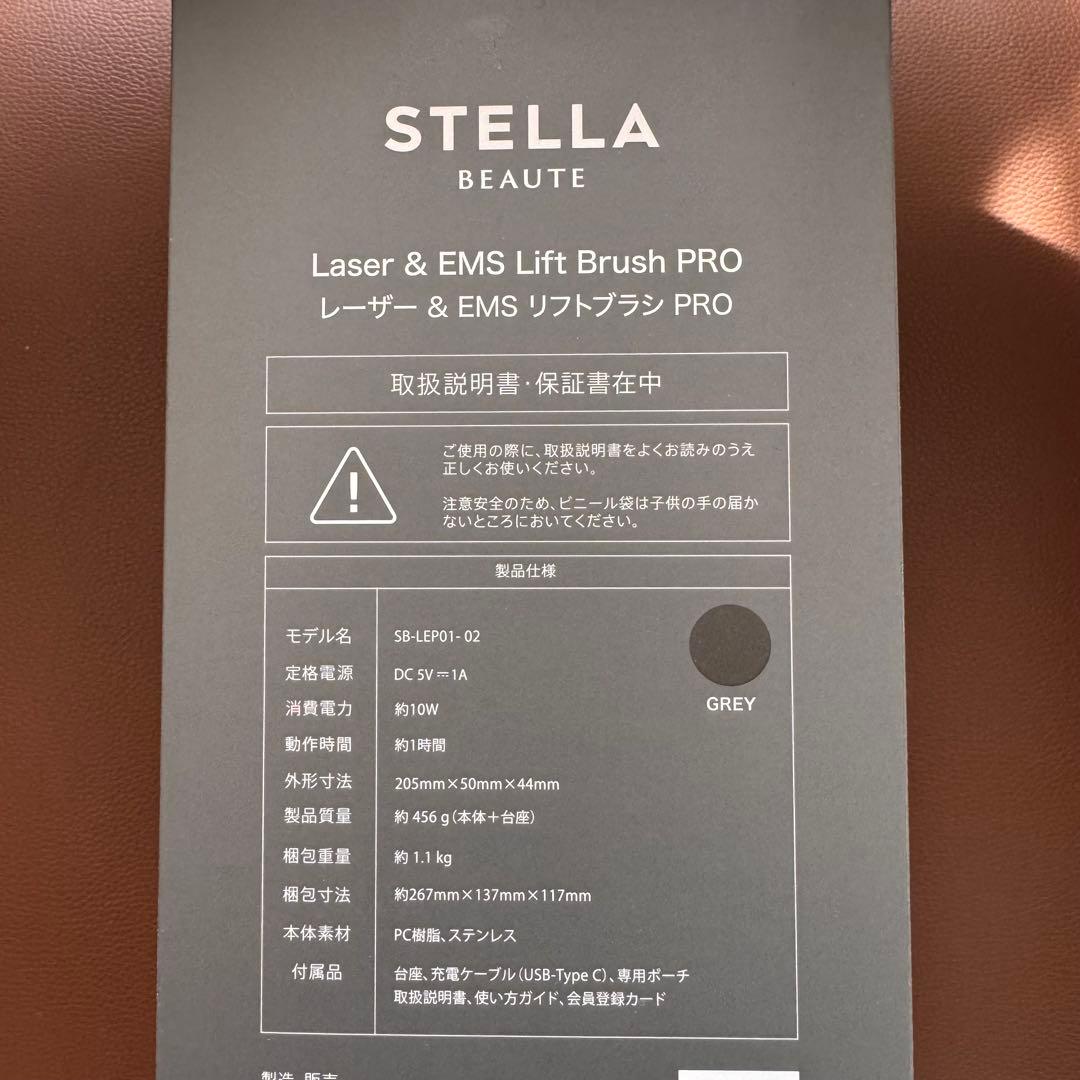 STELLA
BEAUTE
Laser & EMS Lift Brush PRO
レーザー & EMS リフトブラシ PRO
取扱説明書・保証書在中
ご使用の際に、取扱説明書をよくお読みのうえ
正しくお使いください。
注意安全のため、ビニール袋は子供の手の届か
ないところにおいてください。
製品仕様
モデル名 SB-LEP01- 02
定格電源 DC 5V⎓1A
消費電力 約10W
動作時間 約1時間
外形寸法 205mm×50mm×44mm
製品質量 約 456 g（本体＋台座）
梱包重量 約 1.1 kg
梱包寸法 約267mm×137mm×117mm
本体素材 PC樹脂、ステンレス
付属品 台座、充電ケーブル（USB-Type C）、専用ポーチ
取扱説明書、使い方ガイド、会員登録カード
GREY
製造・販売